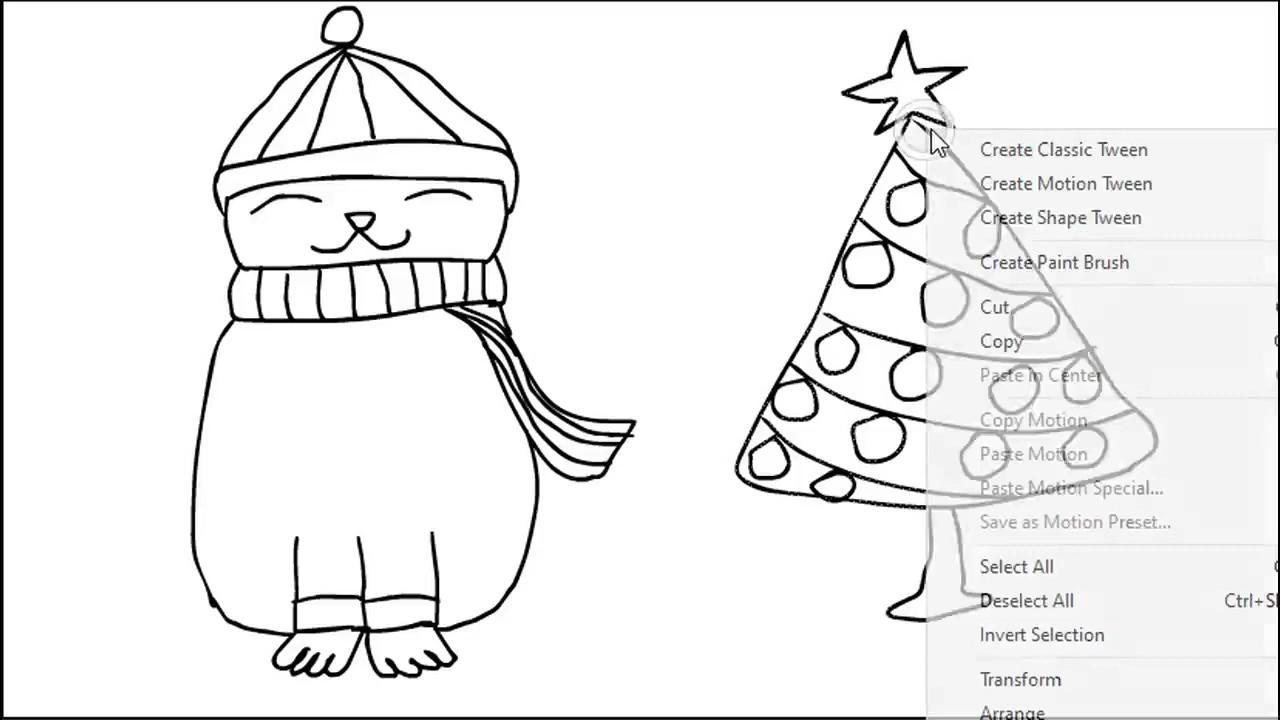 Create Classic Tween
Create Motion Tween
Create Shape Tween
Create Paint Brush
Cut
Copy
Paste in Center
Copy Motion
Paste Motion
Paste Motion Special...
Save as Motion Preset...
Select All
Deselect All Ctrl+S
Invert Selection
Transform
Arrange